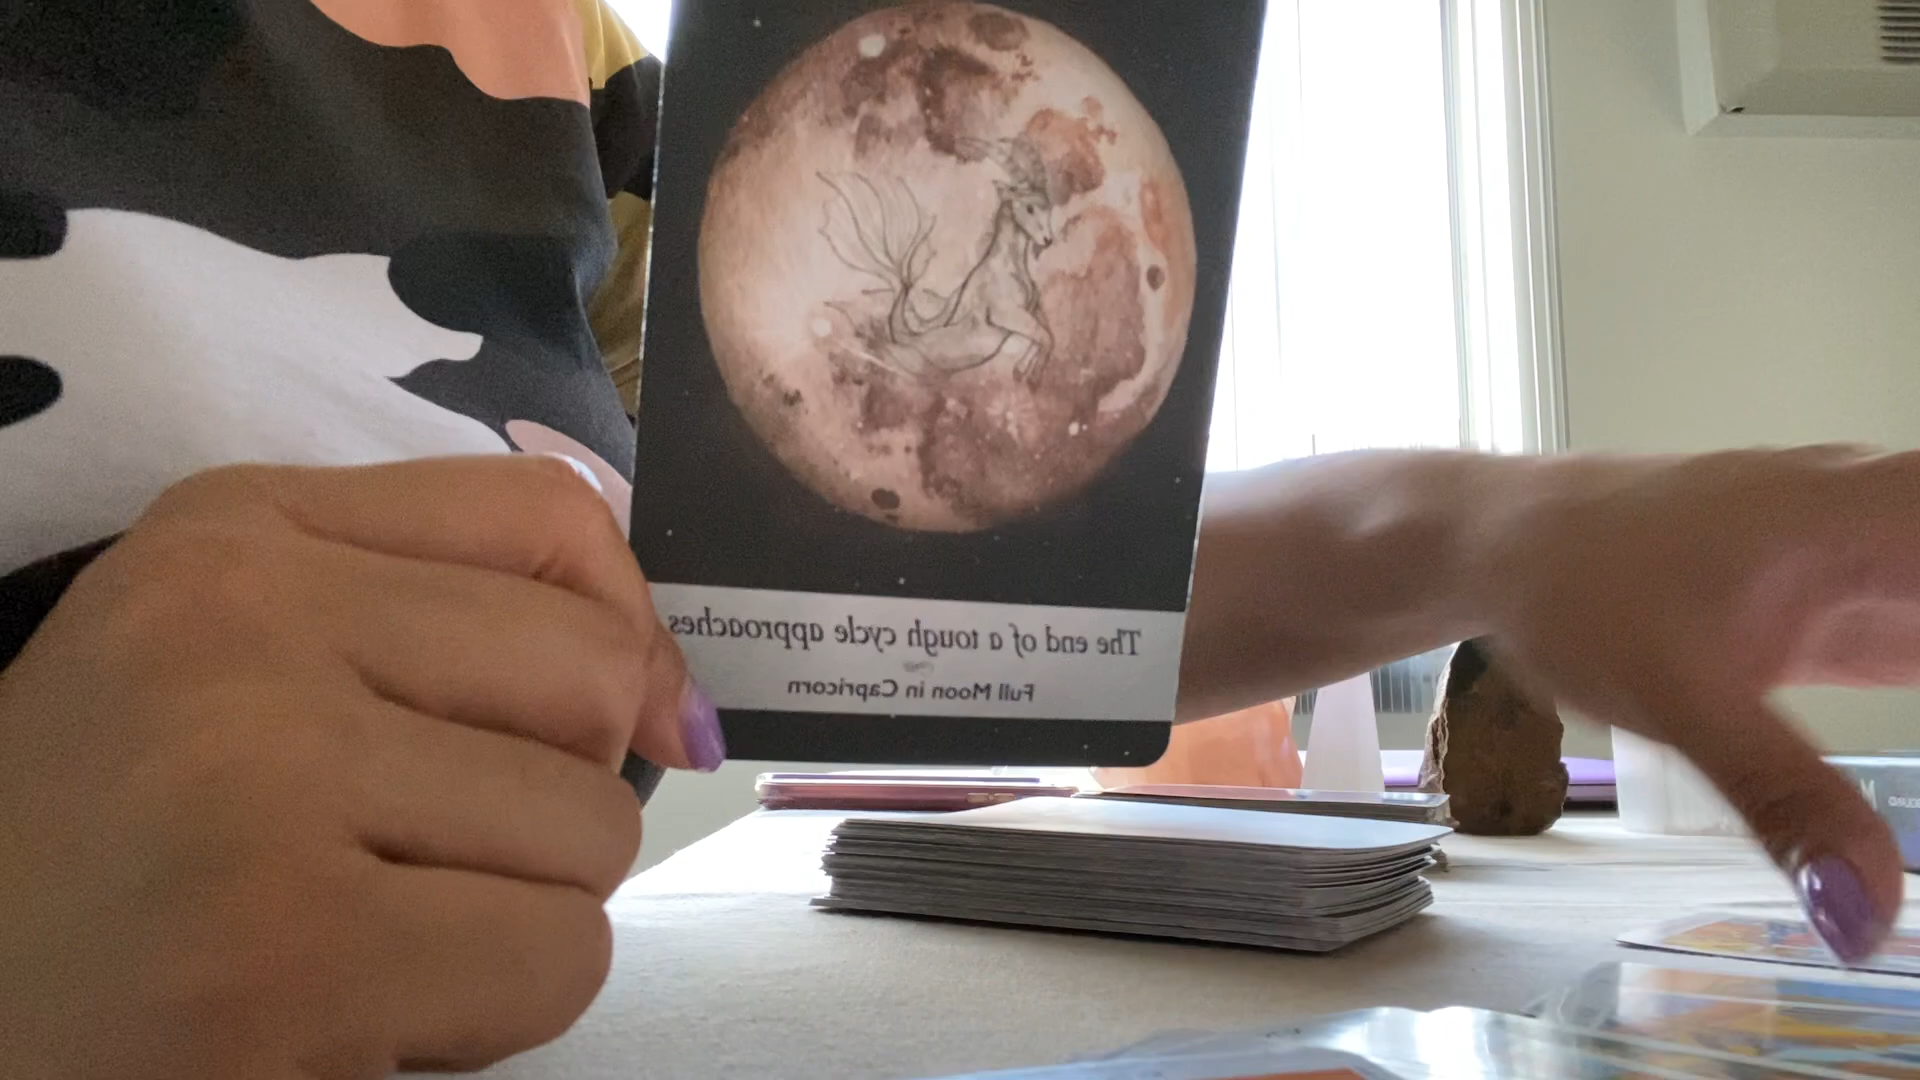 The end of a tough cycle approaches
Full Moon in Capricorn